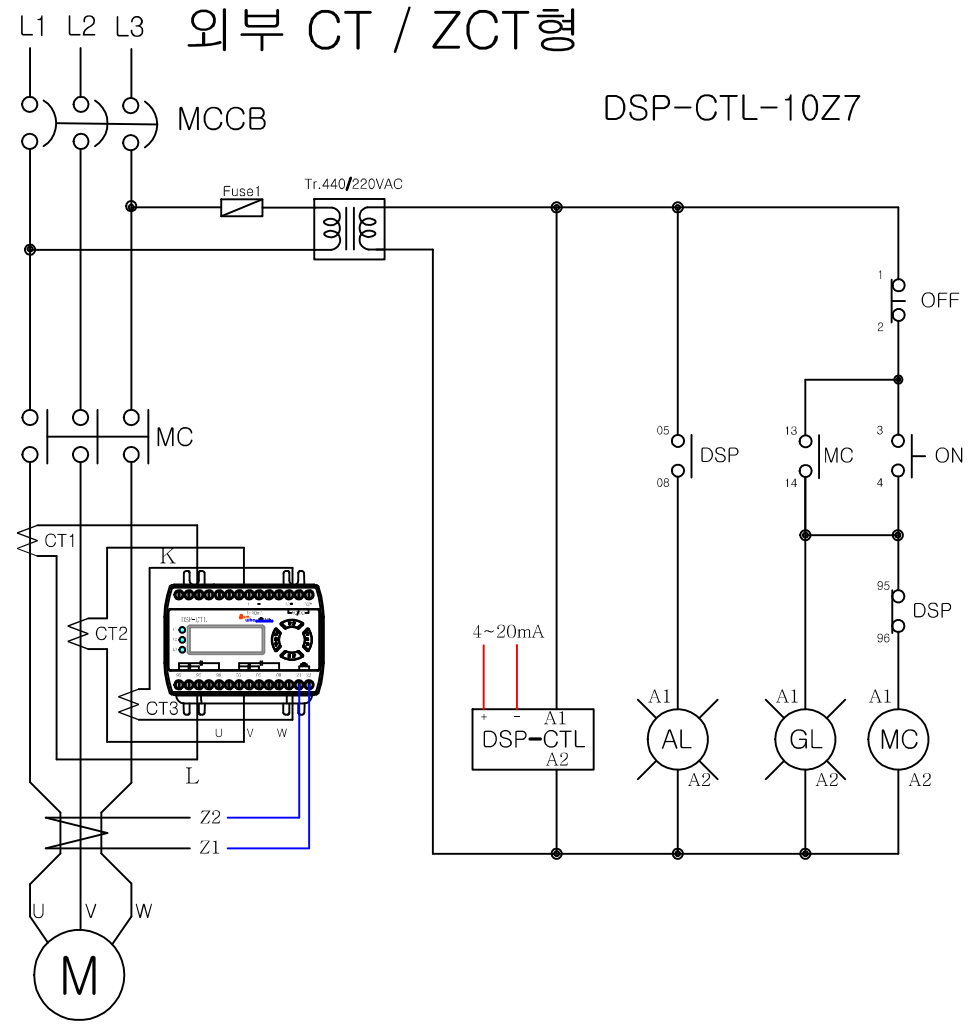 외부 CT / ZCT형
L1 L2 L3
MCCB
DSP-CTL-10Z7
Fuse1
Tr.440/220VAC
1
OFF
2
MC
05
DSP
08
13
MC
14
3
ON
4
CT1
K
95
DSP
96
DSP-CTL
CT2
4~20mA
CT3
U V W
+ - A1
DSP-CTL
A2
A1
AL
A2
A1
GL
A2
A1
MC
A2
L
Z2
Z1
U V W
M